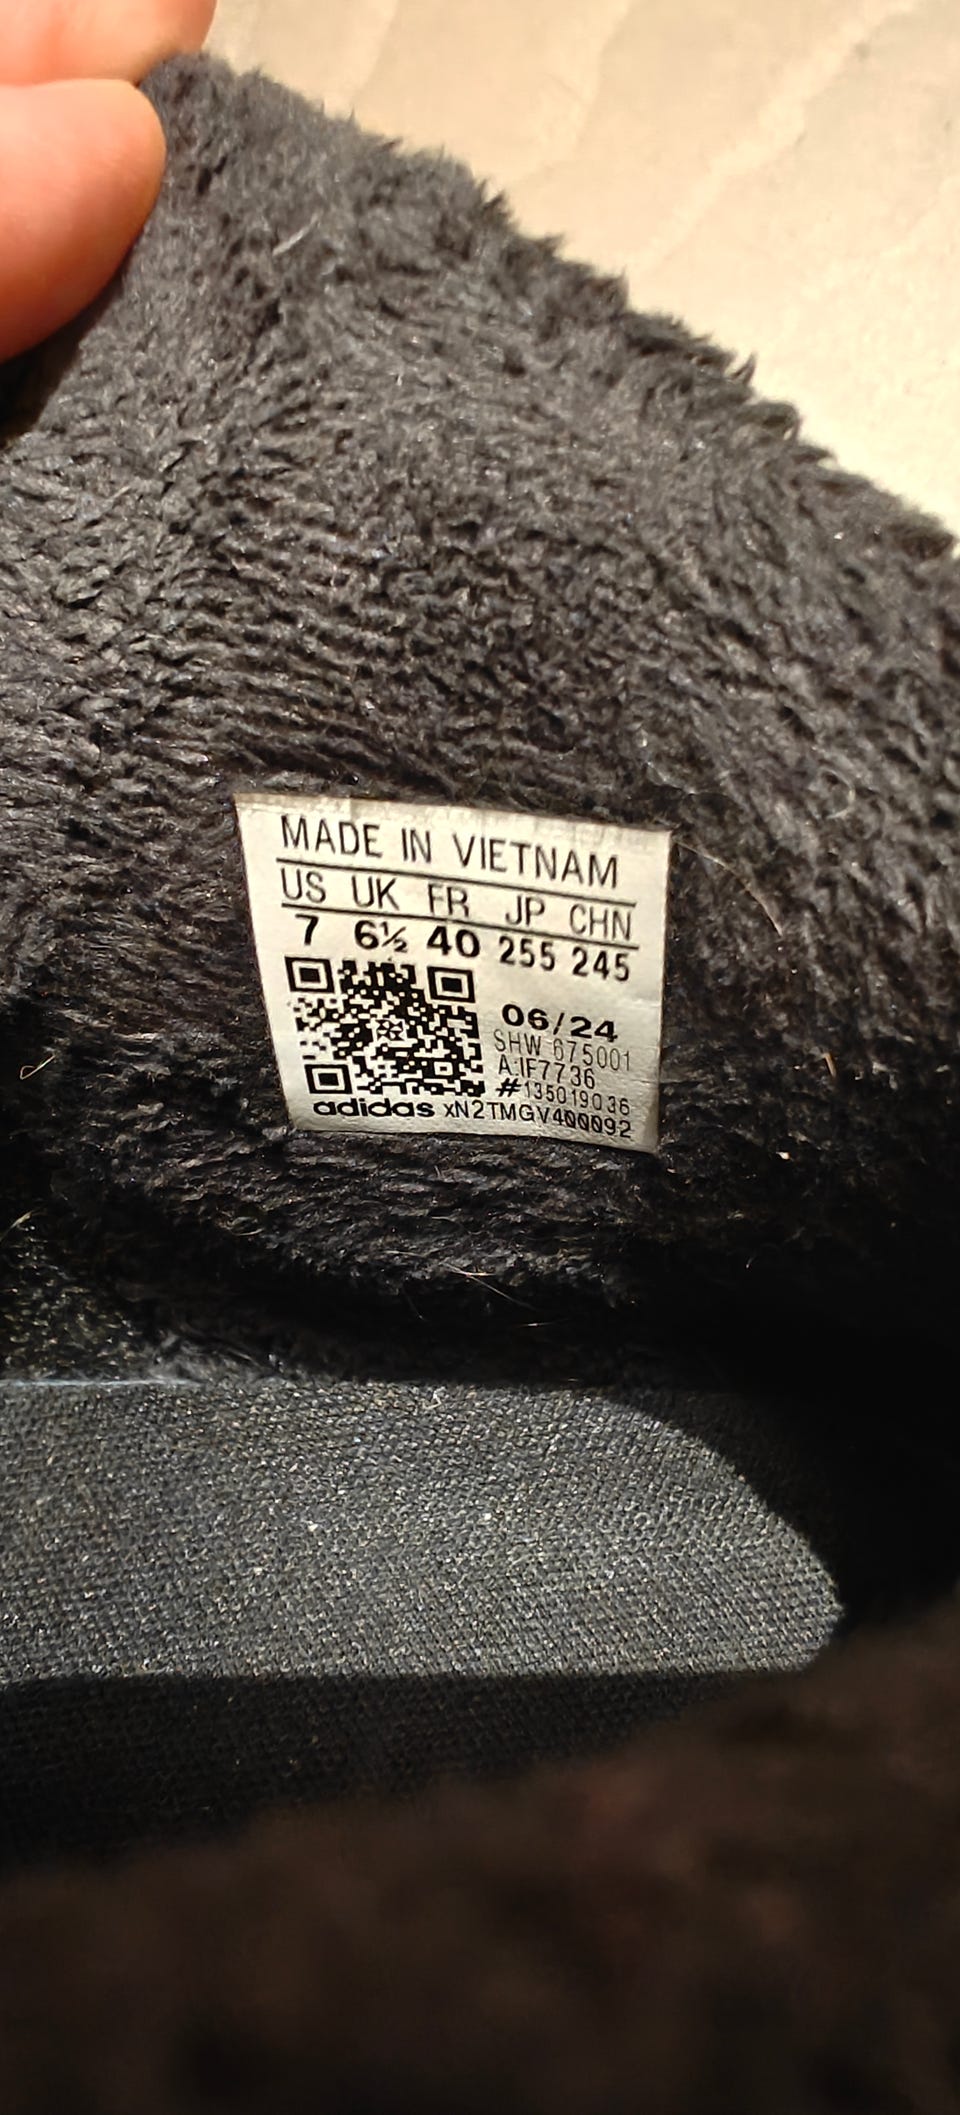 MADE IN VIETNAM
US UK FR JP CHN
7 6½ 40 255 245
06/24
SHW 675001
A:IF7736
#135019036
adidas xN2TMGV400092